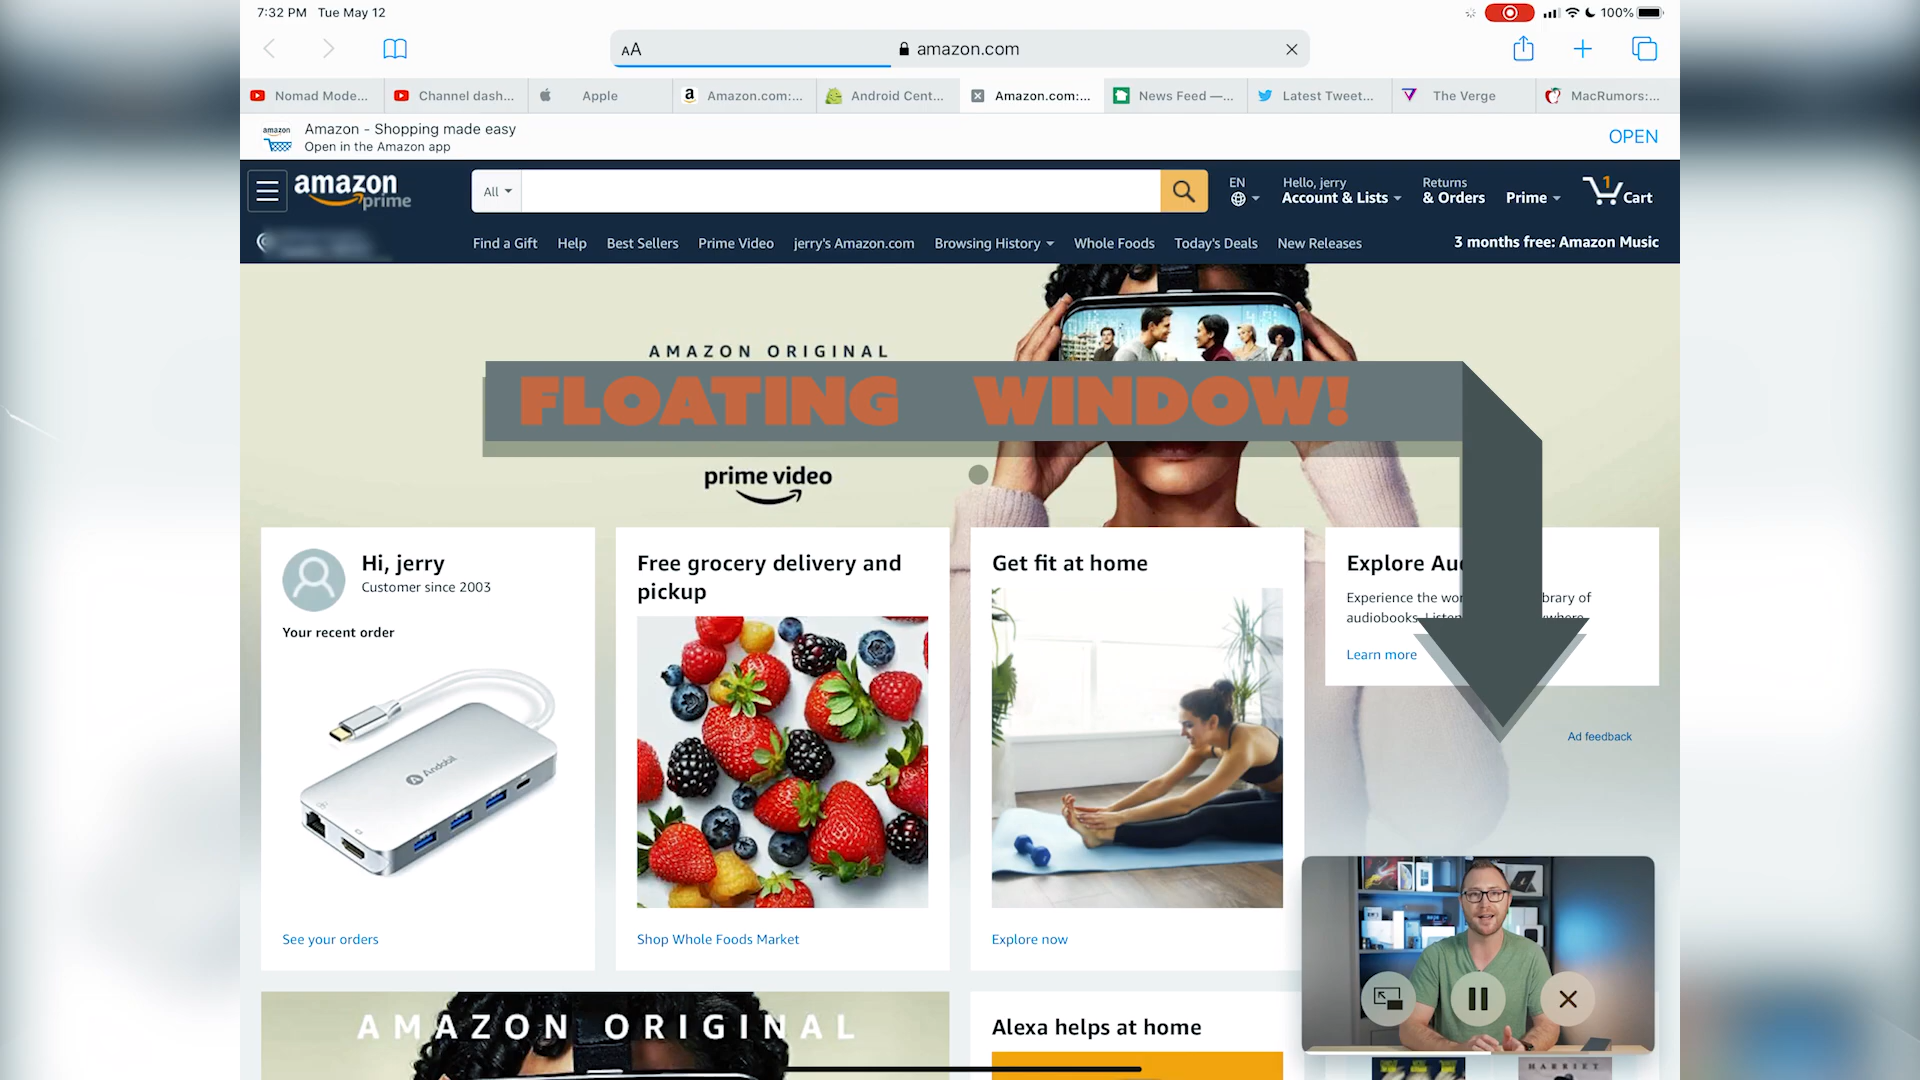 7:32 PM Tue May 12
100%
AA amazon.com
Nomad Mode...
Channel dash...
Apple
Amazon.com:...
Android Cent...
Amazon.com:...
News Feed —...
Latest Tweet...
The Verge
MacRumors:...
amazon
Amazon - Shopping made easy
Open in the Amazon app
OPEN
amazon
prime
All
EN
Hello, jerry
Account & Lists
Returns
& Orders
Prime
1
Cart
Find a Gift Help Best Sellers Prime Video jerry's Amazon.com Browsing History Whole Foods Today's Deals New Releases
3 months free: Amazon Music
AMAZON ORIGINAL
FLOATING WINDOW!
prime video
Hi, jerry
Customer since 2003
Your recent order
Andobil
See your orders
Free grocery delivery and
pickup
Shop Whole Foods Market
Get fit at home
Explore now
Explore
Experience the
audiobooks.
Learn more
Ad feedback
AMAZON ORIGINAL
Alexa helps at home
HARRIET